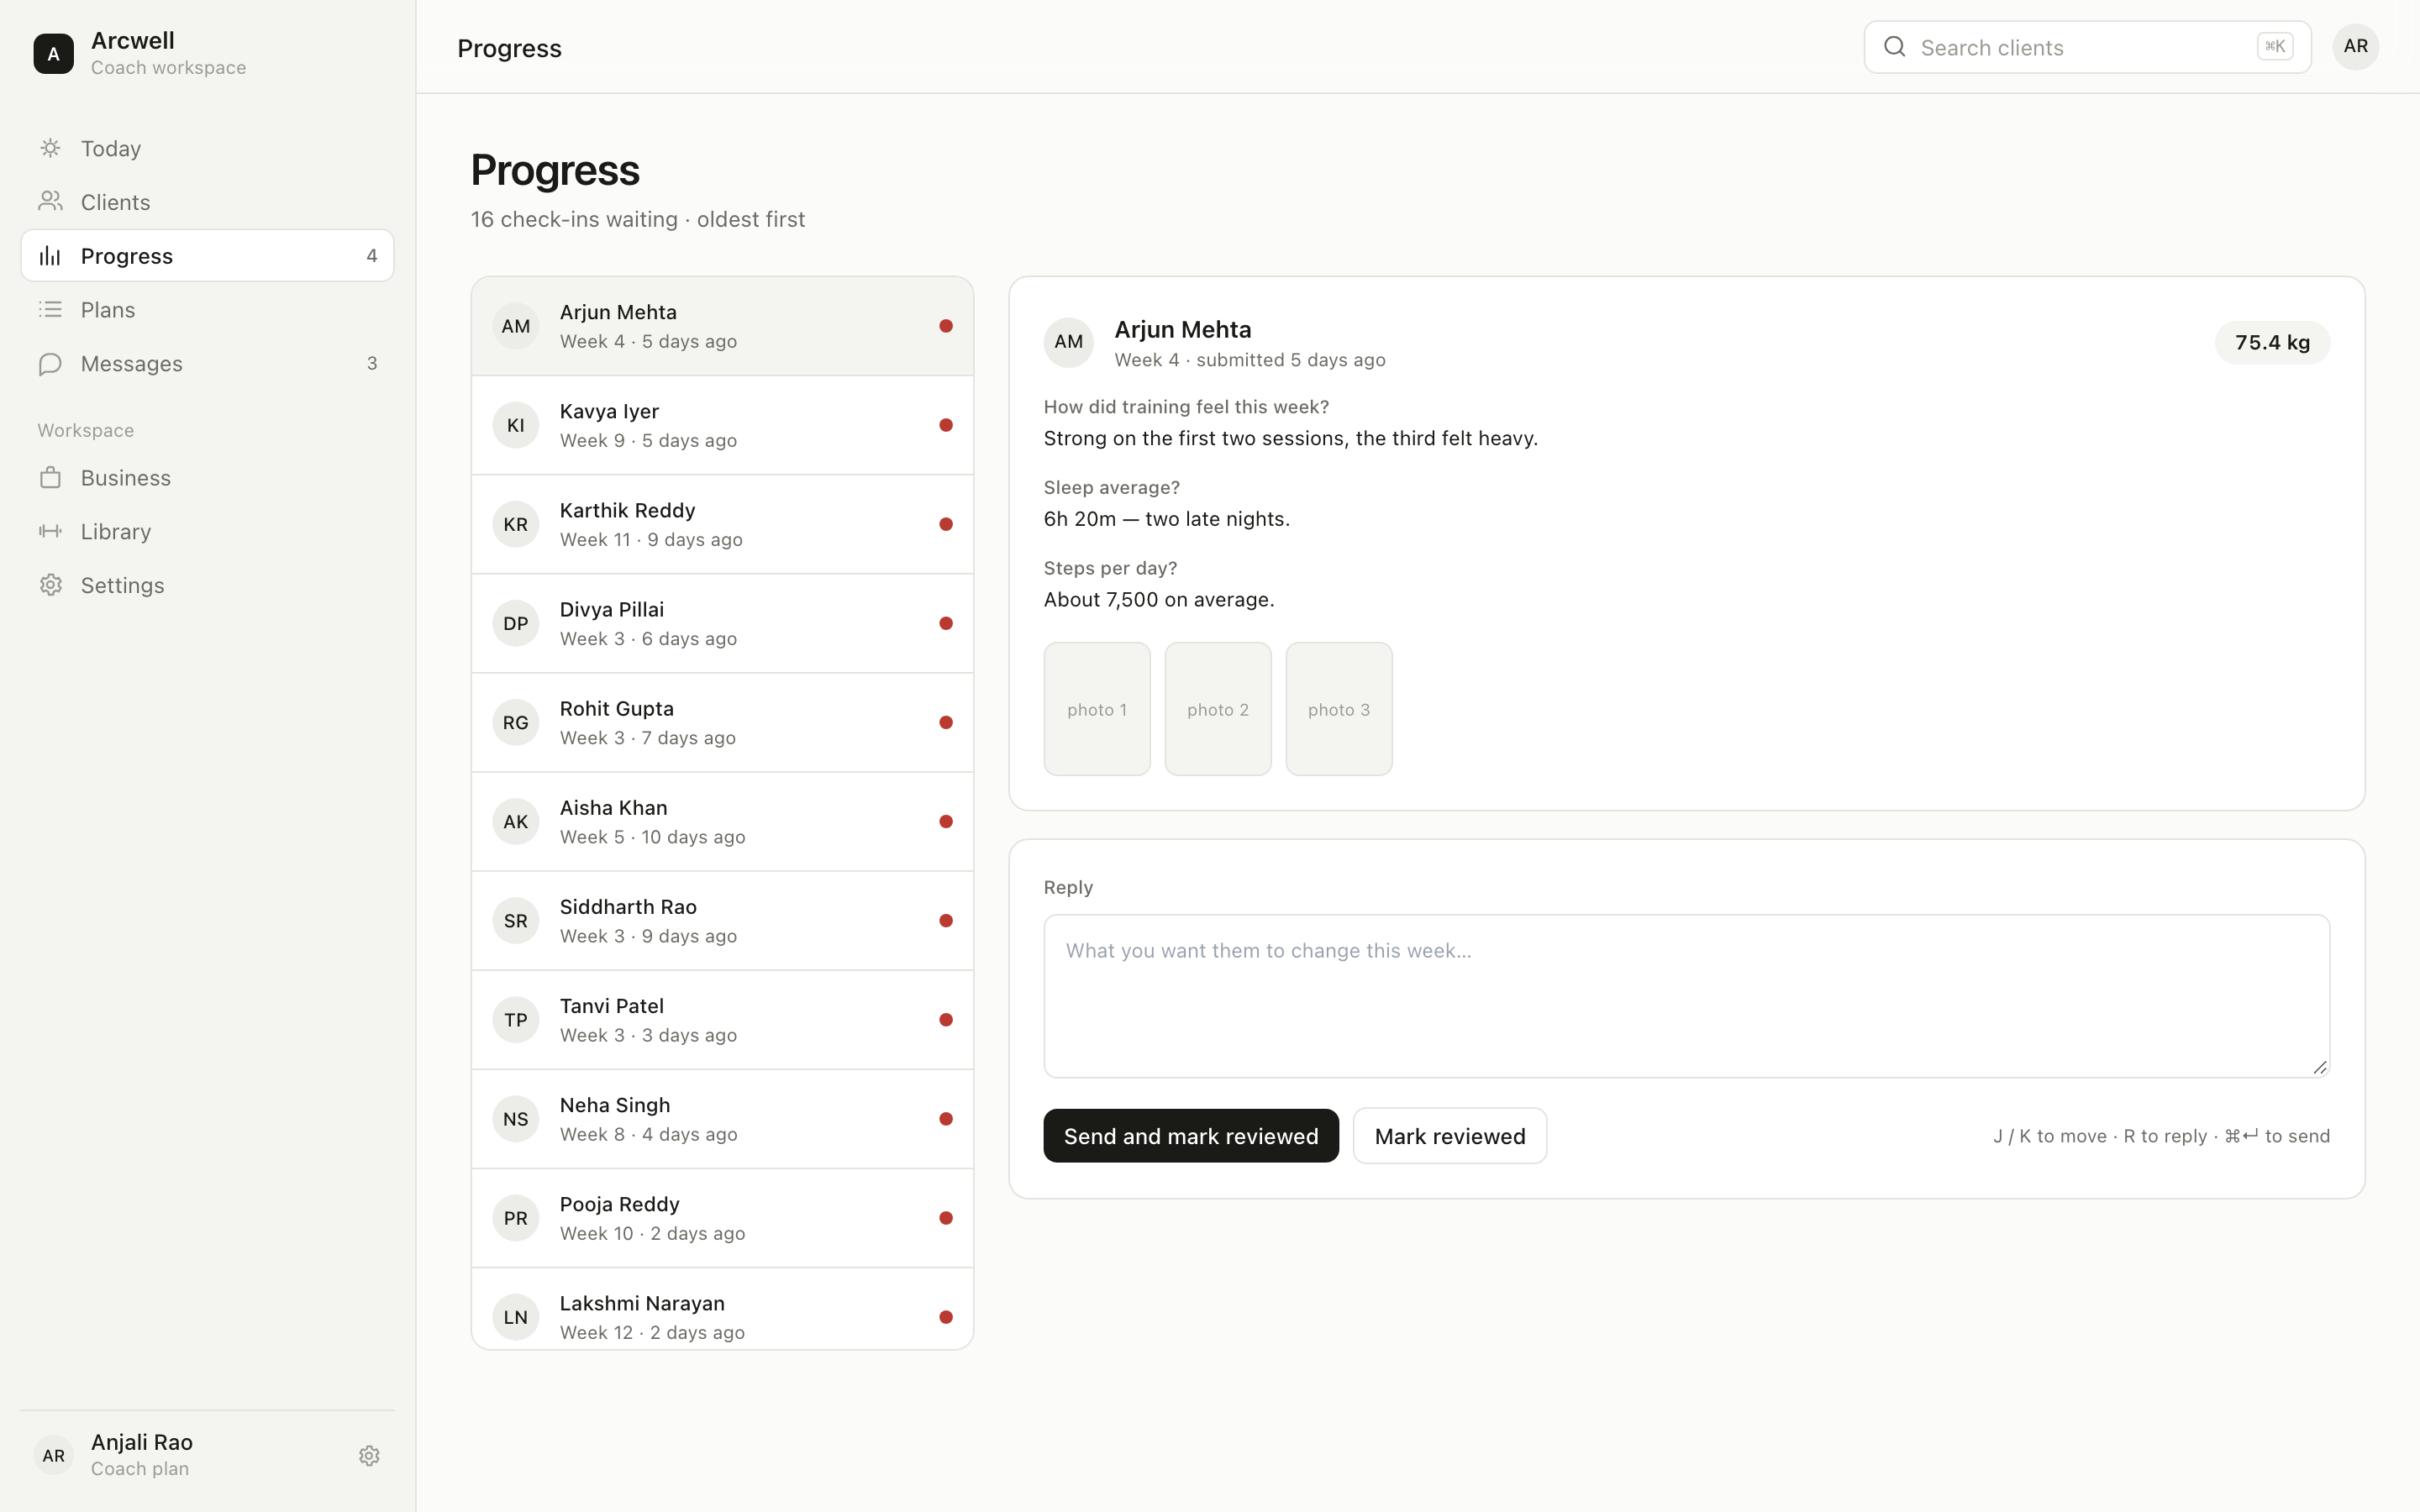 A
Arcwell
Coach workspace
Today
Clients
Progress 4
Plans
Messages 3
Workspace
Business
Library
Settings
AR
Anjali Rao
Coach plan
Progress
Search clients ⌘K
AR
Progress
16 check-ins waiting · oldest first
AM
Arjun Mehta
Week 4 · 5 days ago
KI
Kavya Iyer
Week 9 · 5 days ago
KR
Karthik Reddy
Week 11 · 9 days ago
DP
Divya Pillai
Week 3 · 6 days ago
RG
Rohit Gupta
Week 3 · 7 days ago
AK
Aisha Khan
Week 5 · 10 days ago
SR
Siddharth Rao
Week 3 · 9 days ago
TP
Tanvi Patel
Week 3 · 3 days ago
NS
Neha Singh
Week 8 · 4 days ago
PR
Pooja Reddy
Week 10 · 2 days ago
LN
Lakshmi Narayan
Week 12 · 2 days ago
AM
Arjun Mehta
Week 4 · submitted 5 days ago
75.4 kg
How did training feel this week?
Strong on the first two sessions, the third felt heavy.
Sleep average?
6h 20m — two late nights.
Steps per day?
About 7,500 on average.
photo 1
photo 2
photo 3
Reply
What you want them to change this week…
Send and mark reviewed
Mark reviewed
J / K to move · R to reply · ⌘↵ to send